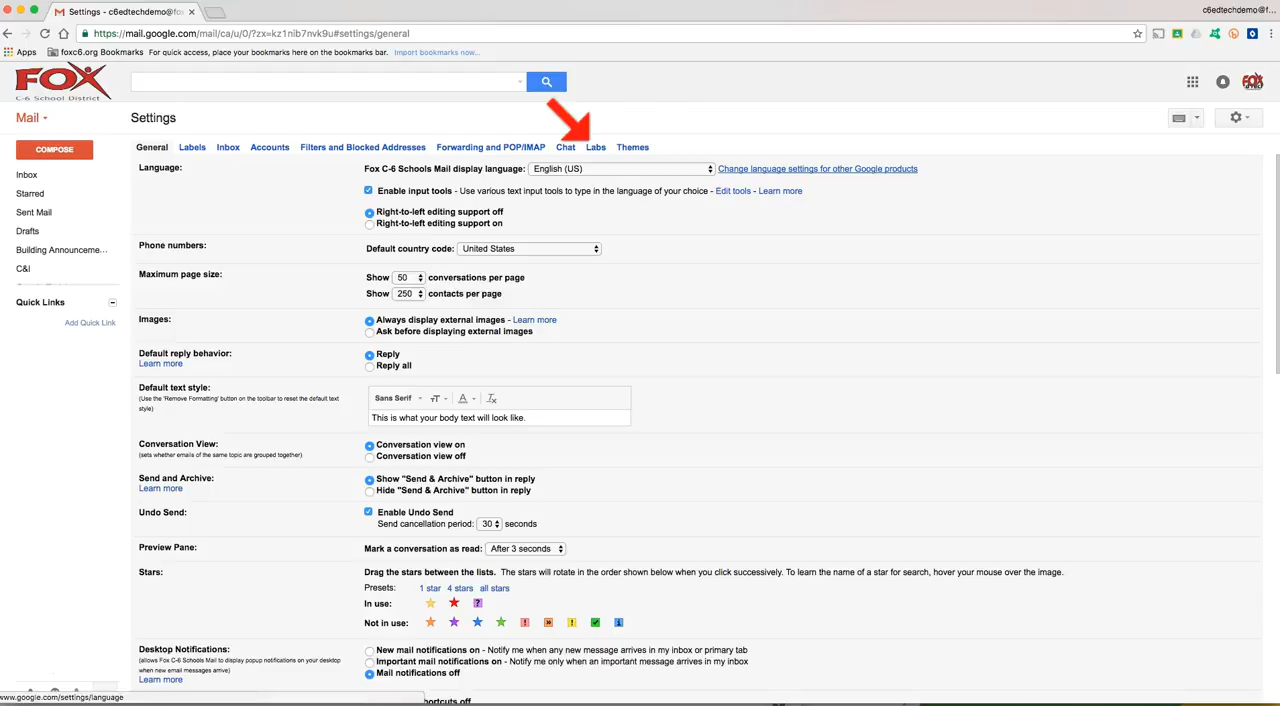 Settings - c6edtechdemo@fo
c6edtechdemo@f...
https://mail.google.com/mail/ca/u/0/?zx=kz1nib7nvk9u#settings/general
Apps
foxc6.org Bookmarks
For quick access, place your bookmarks here on the bookmarks bar.
Import bookmarks now...
FOX
C-6 School District
Mail
Settings
COMPOSE
General
Labels
Inbox
Accounts
Filters and Blocked Addresses
Forwarding and POP/IMAP
Chat
Labs
Themes
Inbox
Starred
Sent Mail
Drafts
Building Announceme...
C&I
Quick Links
Add Quick Link
Language:
Fox C-6 Schools Mail display language: English (US)
Change language settings for other Google products
Enable input tools - Use various text input tools to type in the language of your choice - Edit tools - Learn more
Right-to-left editing support off
Right-to-left editing support on
Phone numbers:
Default country code: United States
Maximum page size:
Show 50 conversations per page
Show 250 contacts per page
Images:
Always display external images - Learn more
Ask before displaying external images
Default reply behavior:
Learn more
Reply
Reply all
Default text style:
(Use the 'Remove Formatting' button on the toolbar to reset the default text
style)
Sans Serif
This is what your body text will look like.
Conversation View:
(sets whether emails of the same topic are grouped together)
Conversation view on
Conversation view off
Send and Archive:
Learn more
Show "Send & Archive" button in reply
Hide "Send & Archive" button in reply
Undo Send:
Enable Undo Send
Send cancellation period: 30 seconds
Preview Pane:
Mark a conversation as read: After 3 seconds
Stars:
Drag the stars between the lists. The stars will rotate in the order shown below when you click successively. To learn the name of a star for search, hover your mouse over the image.
Presets: 1 star 4 stars all stars
In use:
Not in use:
Desktop Notifications:
(allows Fox C-6 Schools Mail to display popup notifications on your desktop
when new email messages arrive)
Learn more
New mail notifications on - Notify me when any new message arrives in my inbox or primary tab
Important mail notifications on - Notify me only when an important message arrives in my inbox
Mail notifications off
www.google.com/settings/language
ortcuts off